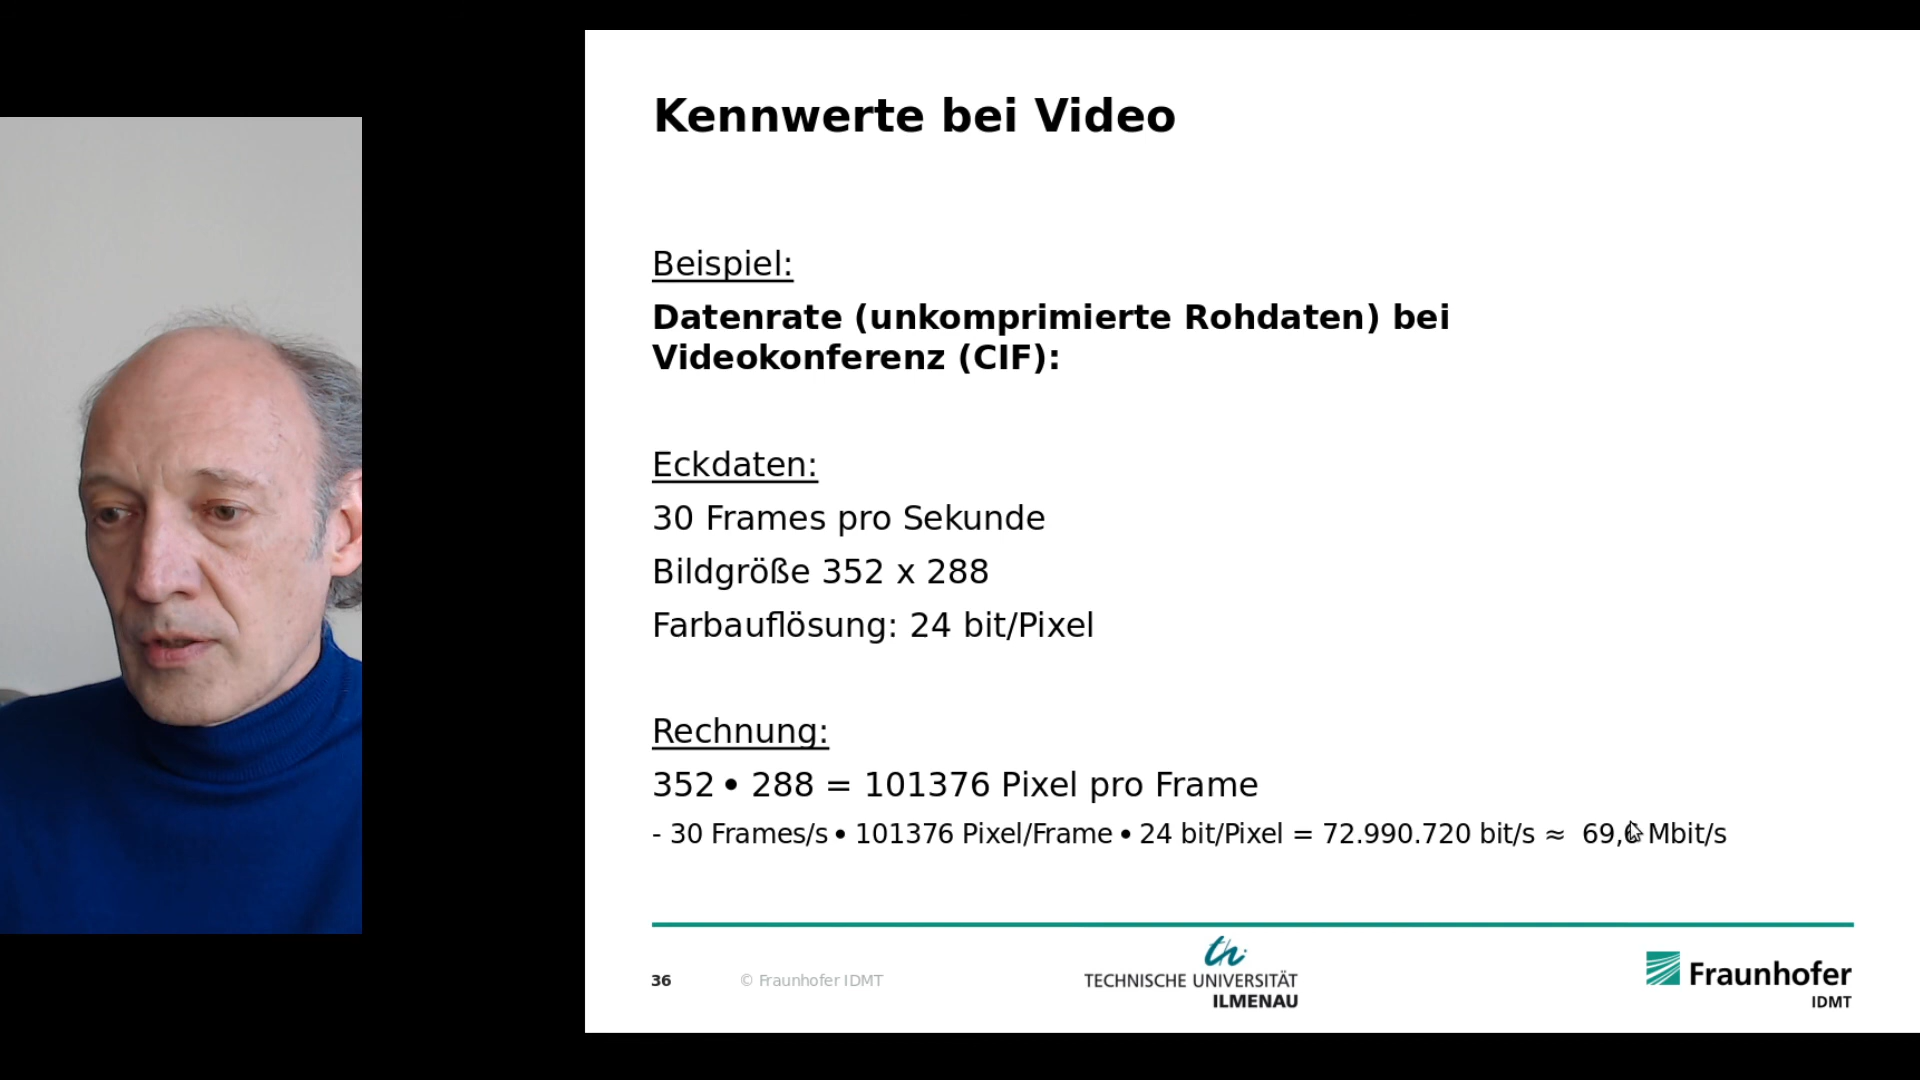 Kennwerte bei Video
Beispiel:
Datenrate (unkomprimierte Rohdaten) bei
Videokonferenz (CIF):
Eckdaten:
30 Frames pro Sekunde
Bildgröße 352 x 288
Farbauflösung: 24 bit/Pixel
Rechnung:
352 • 288 = 101376 Pixel pro Frame
- 30 Frames/s • 101376 Pixel/Frame • 24 bit/Pixel = 72.990.720 bit/s ≈ 69,6 Mbit/s
36
© Fraunhofer IDMT
th
TECHNISCHE UNIVERSITÄT
ILMENAU
Fraunhofer
IDMT